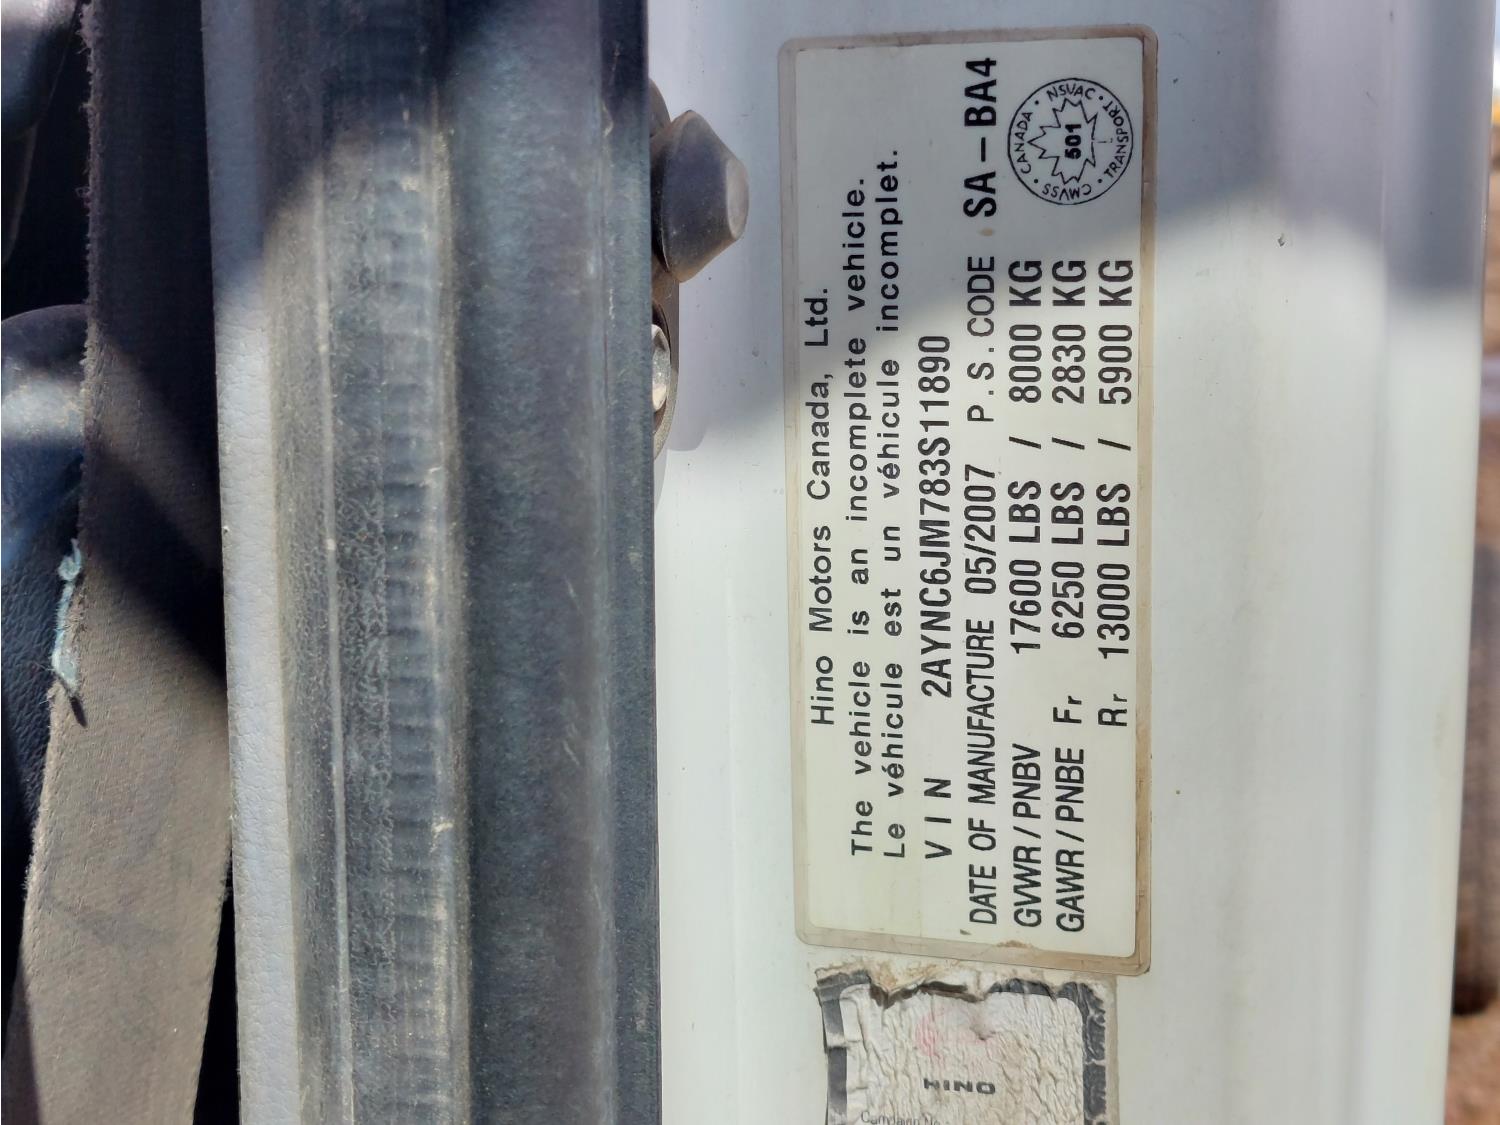 Hino Motors Canada, Ltd.
The vehicle is an incomplete vehicle.
Le véhicule est un véhicule incomplet.
VIN 2AYNC6JM783S11890
DATE OF MANUFACTURE 05/2007 P.S.CODE SA-BA4
GVWR/PNBV 17600 LBS / 8000 KG
GAWR/PNBE Fr 6250 LBS / 2830 KG
Rr 13000 LBS / 5900 KG
CANADA · NSVAC · TRANSPORT · CMVSS ·
501
HINO